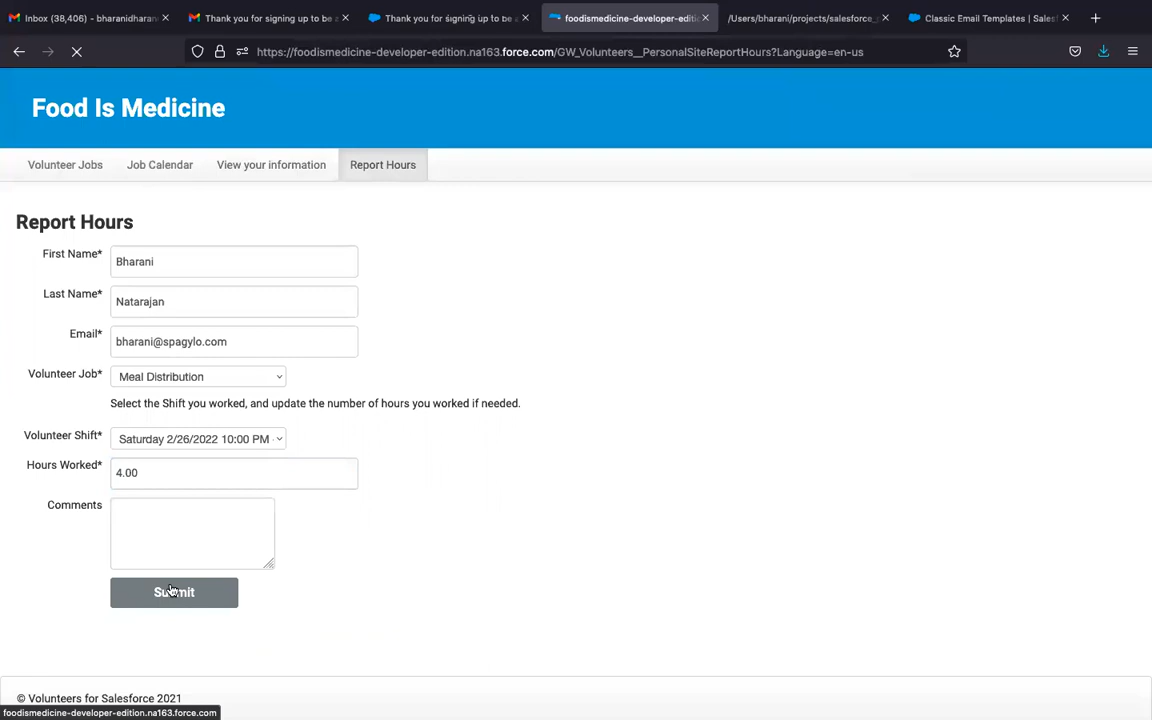 Inbox (38,406) - bharanidharan
Thank you for signing up to be a
Thank you for signing up to be a
foodismedicine-developer-editi
/Users/bharani/projects/salesforce_
Classic Email Templates | Sales
https://foodismedicine-developer-edition.na163.force.com/GW_Volunteers__PersonalSiteReportHours?Language=en-us
Food Is Medicine
Volunteer Jobs Job Calendar View your information Report Hours
Report Hours
First Name* Bharani
Last Name* Natarajan
Email* bharani@spagylo.com
Volunteer Job* Meal Distribution
Select the Shift you worked, and update the number of hours you worked if needed.
Volunteer Shift* Saturday 2/26/2022 10:00 PM -
Hours Worked* 4.00
Comments
Submit
© Volunteers for Salesforce 2021
foodismedicine-developer-edition.na163.force.com